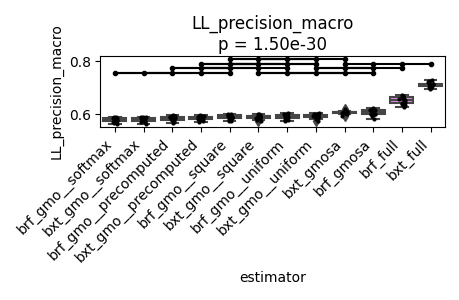 LL_precision_macro
p = 1.50e-30
LL_precision_macro
0.8
0.6
brf_gmo__softmax
bxt_gmo__softmax
brf_gmo__precomputed
bxt_gmo__precomputed
brf_gmo__square
bxt_gmo__square
brf_gmo__uniform
bxt_gmo__uniform
bxt_gmosa
brf_gmosa
brf_full
bxt_full
estimator